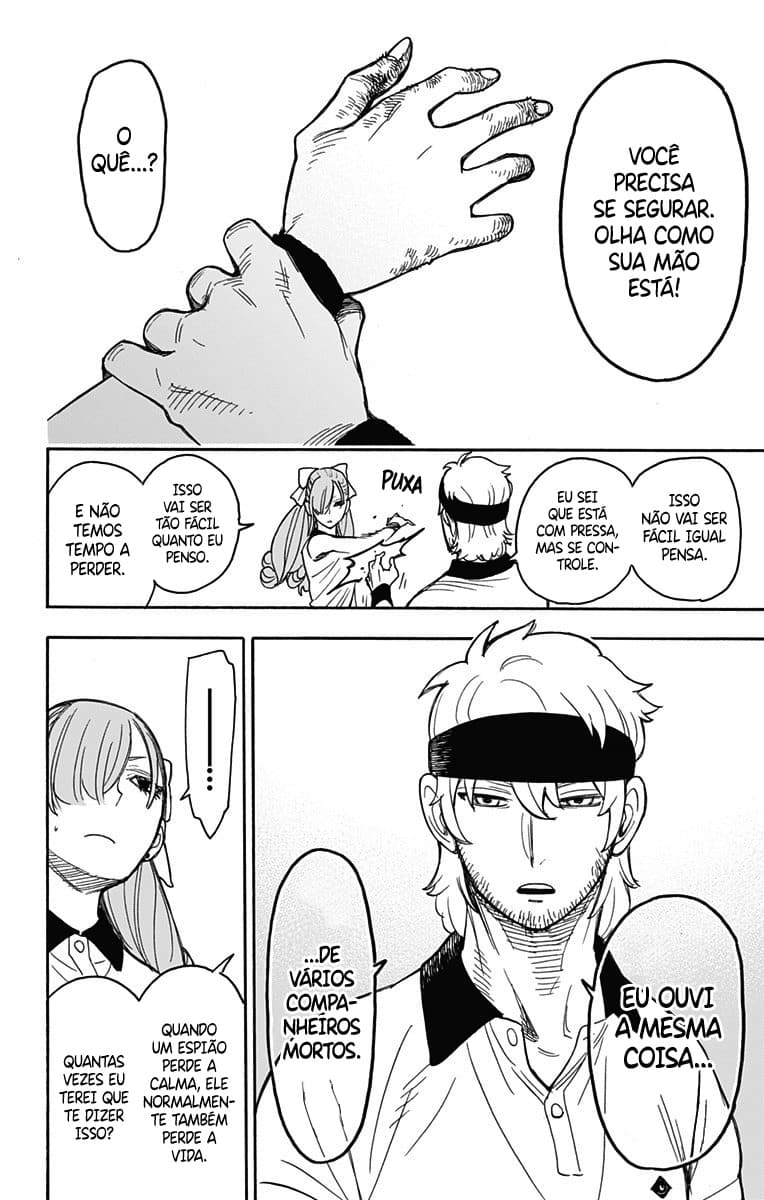 VOCÊ
PRECISA
SE SEGURAR.
OLHA COMO
SUA MÃO
ESTÁ!
O
QUÊ...?
ISSO
NÃO VAI SER
FÁCIL IGUAL
PENSA.
EU SEI
QUE ESTÁ
COM PRESSA,
MAS SE CON-
TROLE.
PUXA
ISSO
VAI SER
TÃO FÁCIL
QUANTO EU
PENSO.
E NÃO
TEMOS
TEMPO A
PERDER.
EU OUVI
A MESMA
COISA...
...DE
VÁRIOS
COMPA-
NHEIROS
MORTOS.
...
QUANDO
UM ESPIÃO
PERDE A
CALMA, ELE
NORMALMEN-
TE TAMBÉM
PERDE A
VIDA.
QUANTAS
VEZES EU
TEREI QUE
TE DIZER
ISSO?